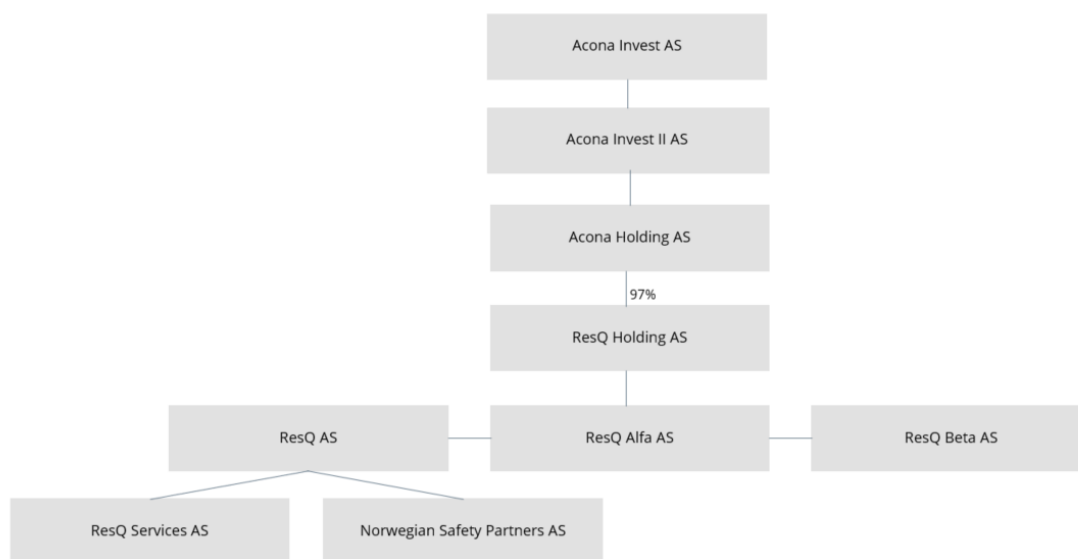 Acona Invest AS
Acona Invest II AS
Acona Holding AS
97%
ResQ Holding AS
ResQ AS
ResQ Alfa AS
ResQ Beta AS
ResQ Services AS
Norwegian Safety Partners AS